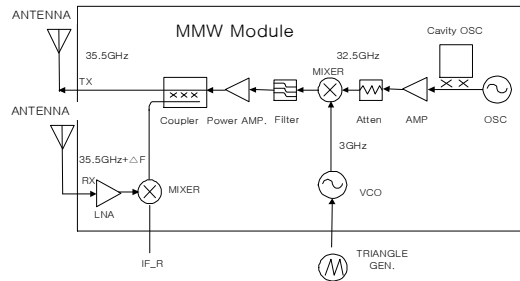 ANTENNA
MMW Module
Cavity OSC
35.5GHz
32.5GHz
MIXER
TX
Coupler
Power AMP.
Filter
Atten
AMP
OSC
ANTENNA
35.5GHz+△F
3GHz
RX
MIXER
VCO
LNA
IF_R
TRIANGLE
GEN.